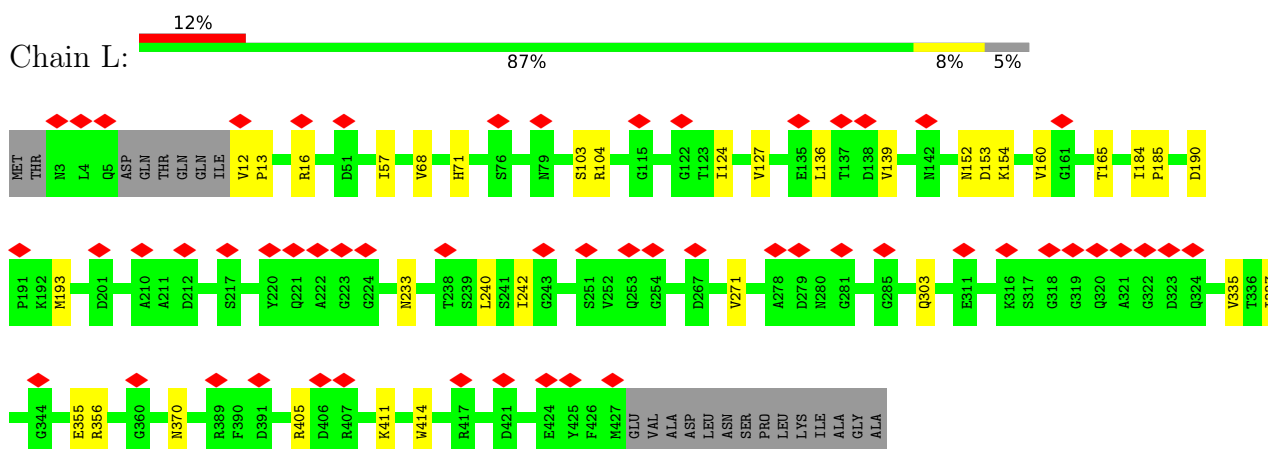 12%
Chain L:
87% 8% 5%
MET THR N3 L4 Q5 ASP GLN THR GLN GLN ILE V12 P13 R16 D51 I57 V68 H71 S76 N79 S103 R104 G115 G122 T123 I124 V127 E135 L136 T137 D138 V139 N142 N152 D153 K154 V160 G161 T165 I184 P185 D190
P191 K192 M193 D201 A210 A211 D212 S217 Y220 Q221 A222 G223 G224 N233 T238 S239 L240 S241 I242 G243 S251 V252 Q253 G254 D267 V271 A278 D279 N280 G281 G285 Q303 E311 K316 S317 G318 G319 Q320 A321 G322 D323 Q324 V335 T336
G344 E355 R356 G360 N370 R389 F390 D391 R405 D406 R407 K411 W414 R417 D421 E424 Y425 F426 M427 GLU VAL ALA ASP LEU ASN SER PRO LEU LYS ILE ALA GLY ALA